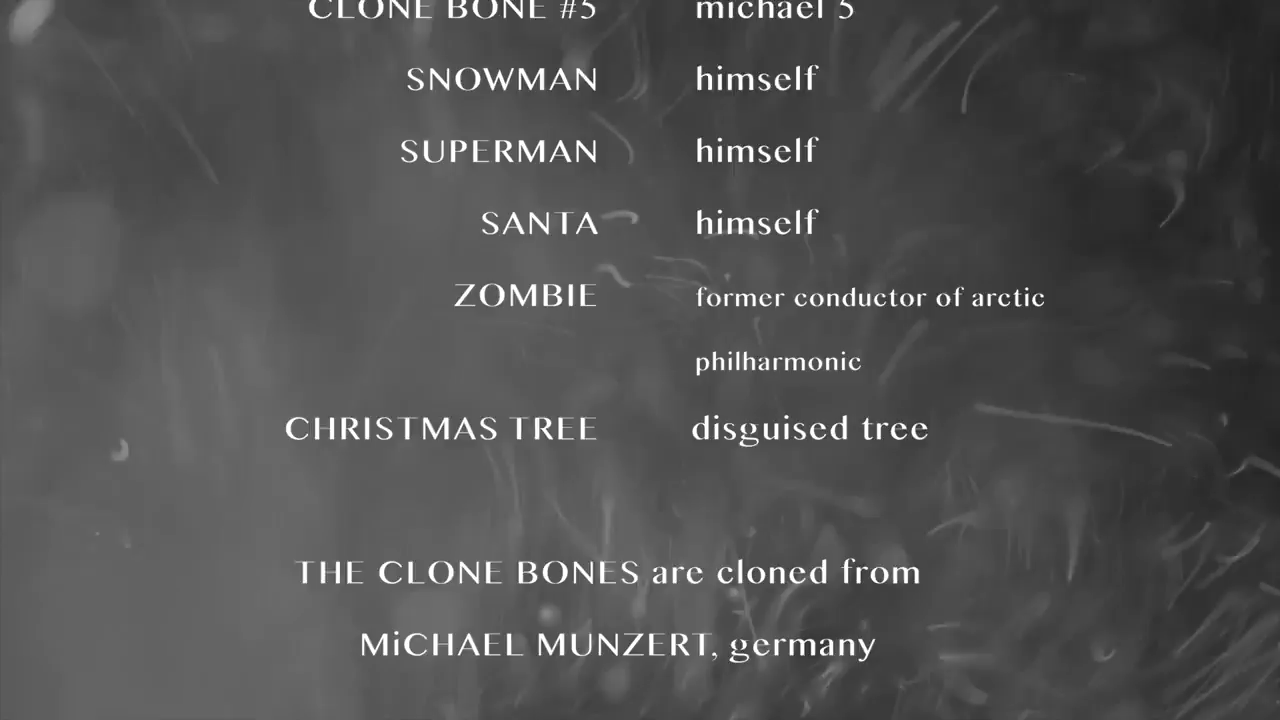 CLONE BONE #5 michael 5
SNOWMAN himself
SUPERMAN himself
SANTA himself
ZOMBIE former conductor of arctic
philharmonic
CHRISTMAS TREE disguised tree
THE CLONE BONES are cloned from
MiCHAEL MUNZERT, germany